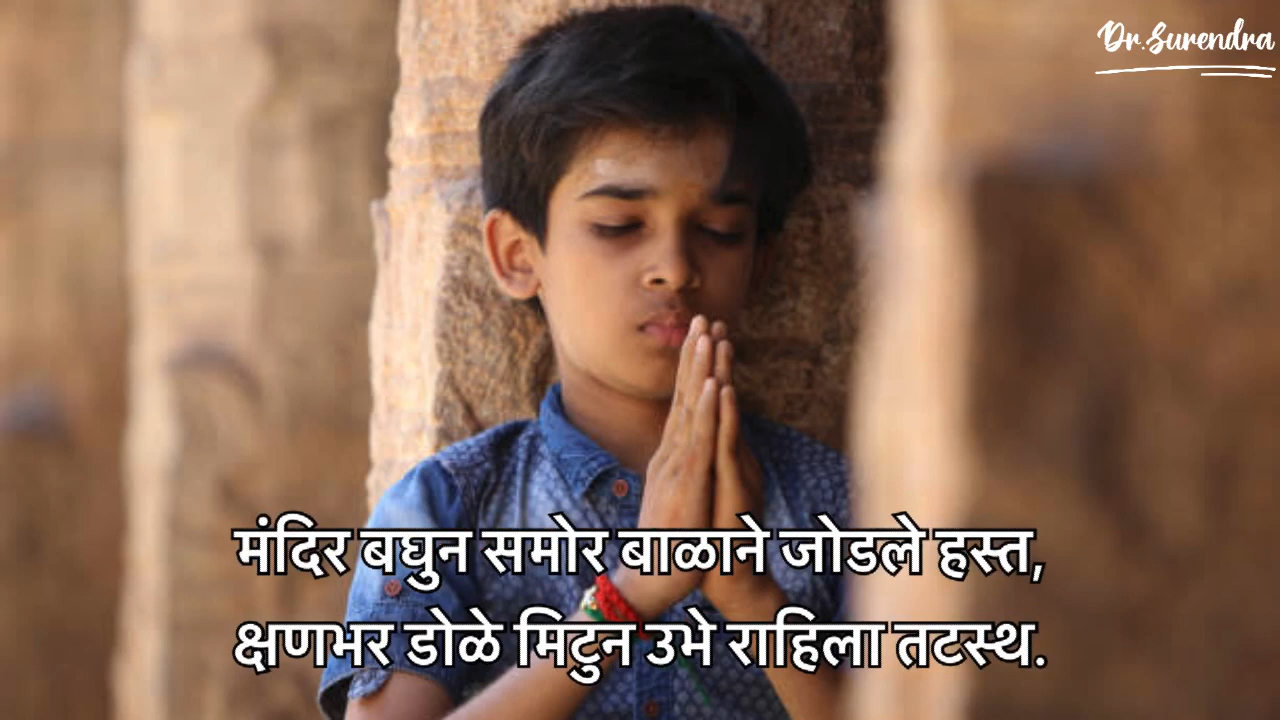 Dr.Surendra
मंदिर बघुन समोर बाळाने जोडले हस्त,
क्षणभर डोळे मिटुन उभे राहिला तटस्थ.